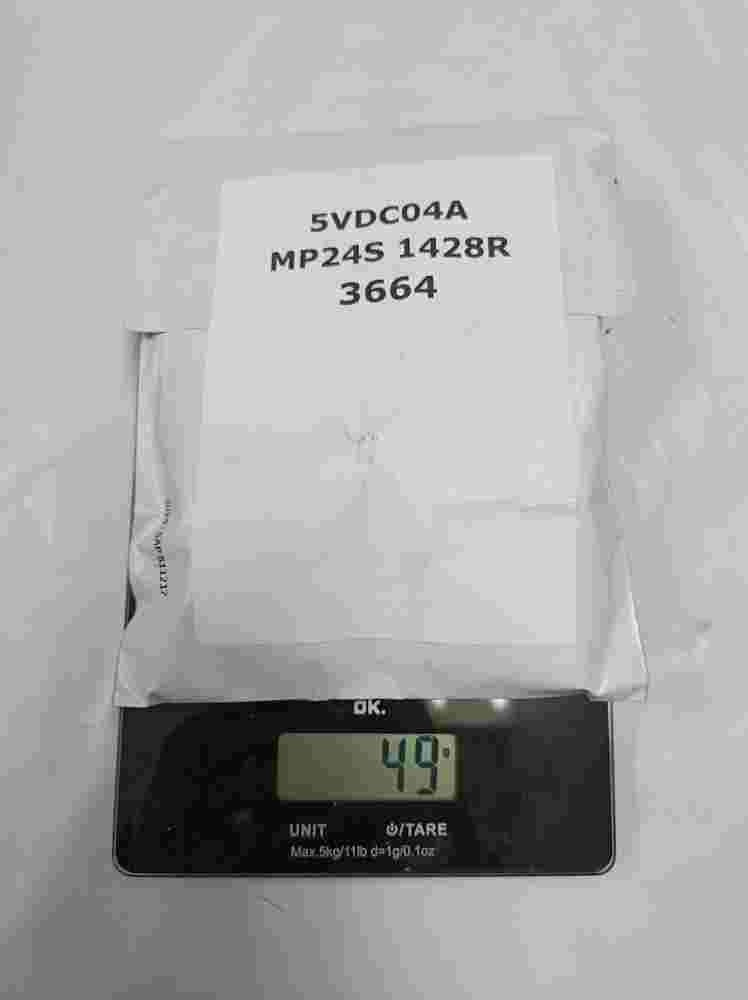 5VDC04A
MP24S 1428R
3664
OK.
49
UNIT
⏻/TARE
Max.5kg/11lb d=1g/0.1oz